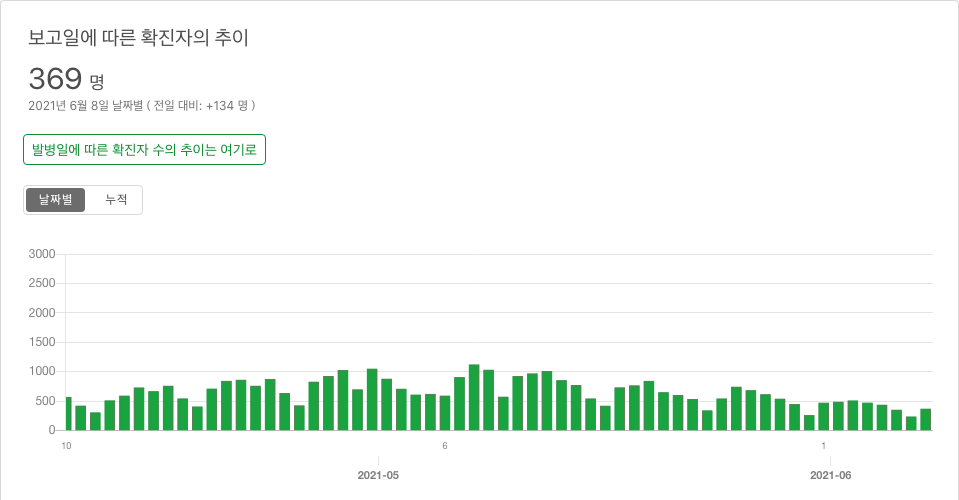 보고일에 따른 확진자의 추이
369 명
2021년 6월 8일 날짜별 ( 전일 대비: +134 명 )
발병일에 따른 확진자 수의 추이는 여기로
날짜별 누적
3000
2500
2000
1500
1000
500
0
10 6 1
2021-05 2021-06